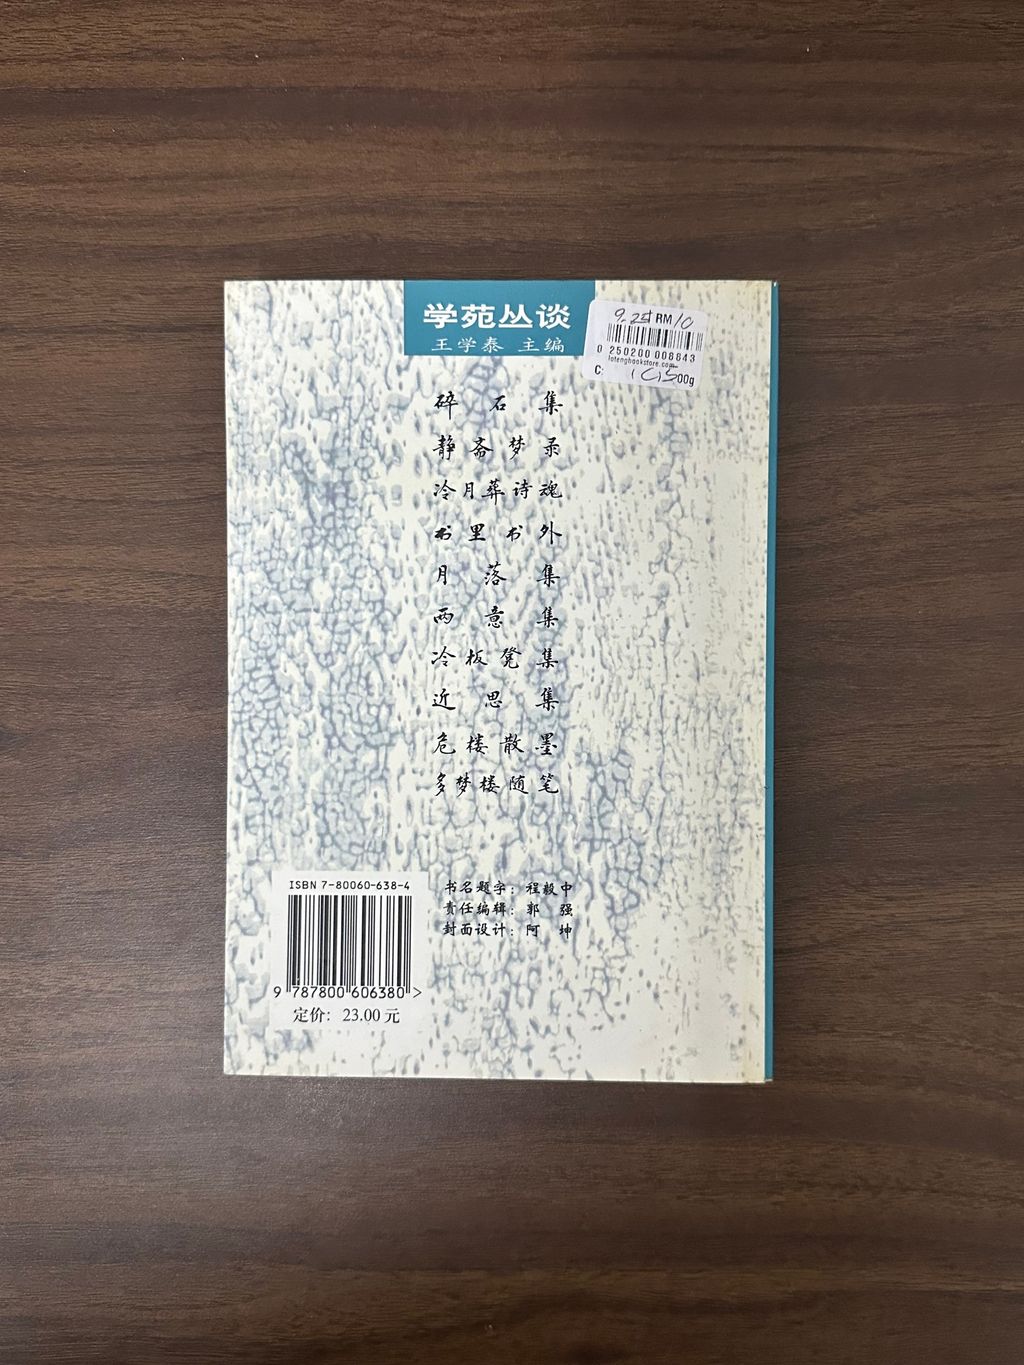 学苑丛谈
王学泰 主编
RM10
0 250200 008843
lotengbookstore.com
C:
00g
碎石集
静斋梦录
冷月葬诗魂
书里书外
月落集
两意集
冷板凳集
近思集
危楼散墨
多梦楼随笔
ISBN 7-80060-638-4
9 787800 606380 >
定价：23.00元
书名题字：程毅中
责任编辑：郭 强
封面设计：阿 坤